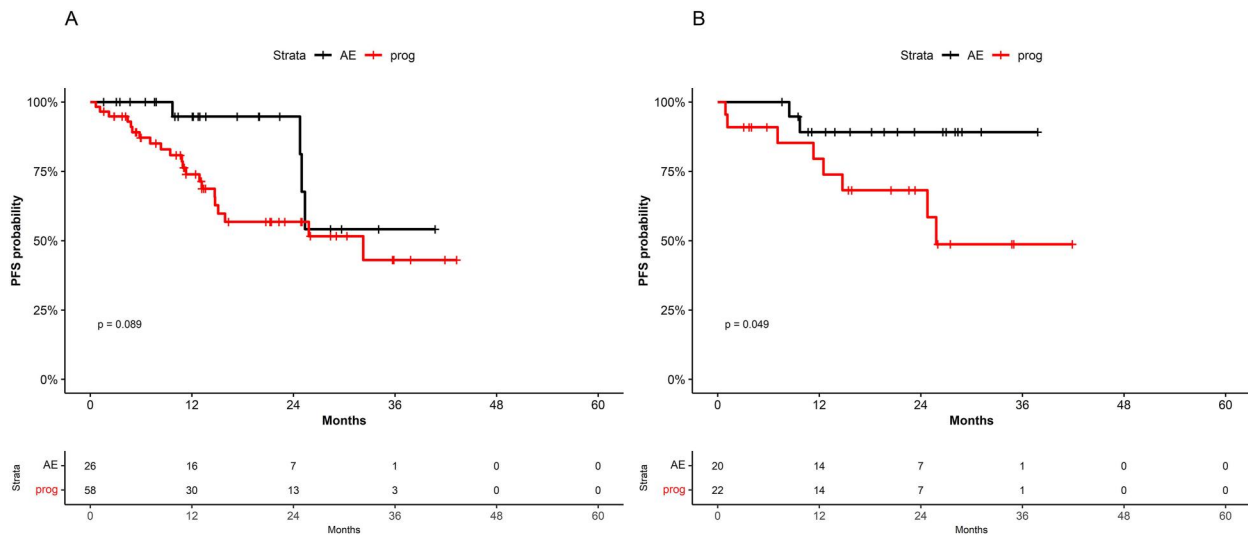 A
Strata AE prog
100%
75%
50%
25%
0%
PFS probability
p = 0.089
0 12 24 36 48 60
Months
Strata
AE 26 16 7 1 0 0
prog 58 30 13 3 0 0
0 12 24 36 48 60
Months
B
Strata AE prog
100%
75%
50%
25%
0%
PFS probability
p = 0.049
0 12 24 36 48 60
Months
Strata
AE 20 14 7 1 0 0
prog 22 14 7 1 0 0
0 12 24 36 48 60
Months